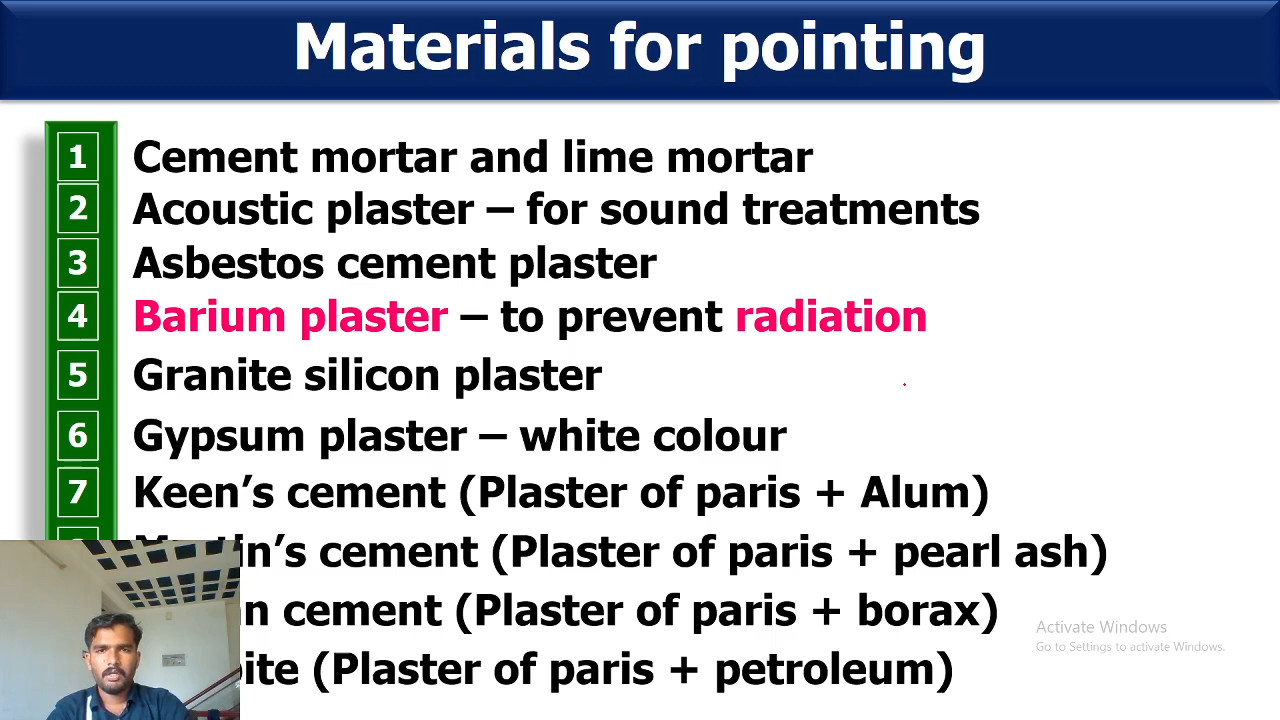 Materials for pointing
1 Cement mortar and lime mortar
2 Acoustic plaster – for sound treatments
3 Asbestos cement plaster
4 Barium plaster – to prevent radiation
5 Granite silicon plaster
6 Gypsum plaster – white colour
7 Keen's cement (Plaster of paris + Alum)
cement (Plaster of paris + pearl ash)
cement (Plaster of paris + borax)
(Plaster of paris + petroleum)
Activate Windows
Go to Settings to activate Windows.